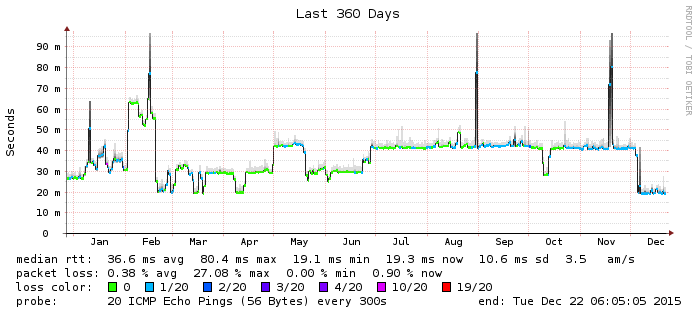 Last 360 Days
RRDTOOL / TOBI OETIKER
Seconds
90 m
80 m
70 m
60 m
50 m
40 m
30 m
20 m
10 m
0
Jan Feb Mar Apr May Jun Jul Aug Sep Oct Nov Dec
median rtt: 36.6 ms avg 80.4 ms max 19.1 ms min 19.3 ms now 10.6 ms sd 3.5 am/s
packet loss: 0.38 % avg 27.08 % max 0.00 % min 0.90 % now
loss color: 0 1/20 2/20 3/20 4/20 10/20 19/20
probe: 20 ICMP Echo Pings (56 Bytes) every 300s end: Tue Dec 22 06:05:05 2015